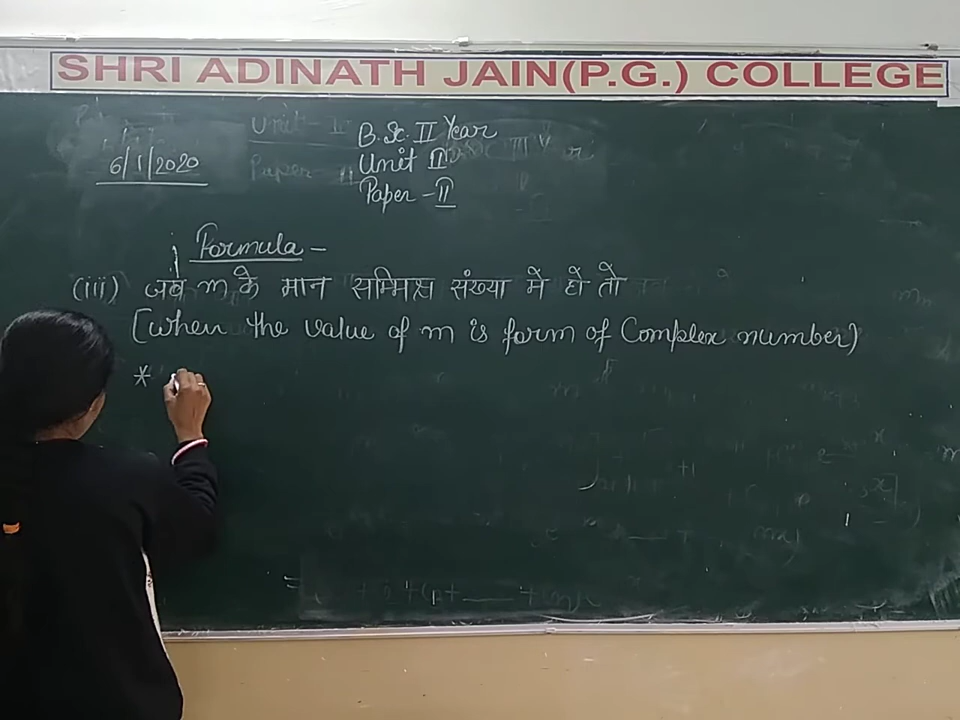 SHRI ADINATH JAIN(P.G.) COLLEGE
6/1/2020
B.Sc. II Year
Unit II
Paper - II
Formula -
(iii) जब m के मान सम्मिश्र संख्या में हो तो
[when the value of m is form of Complex number)
*